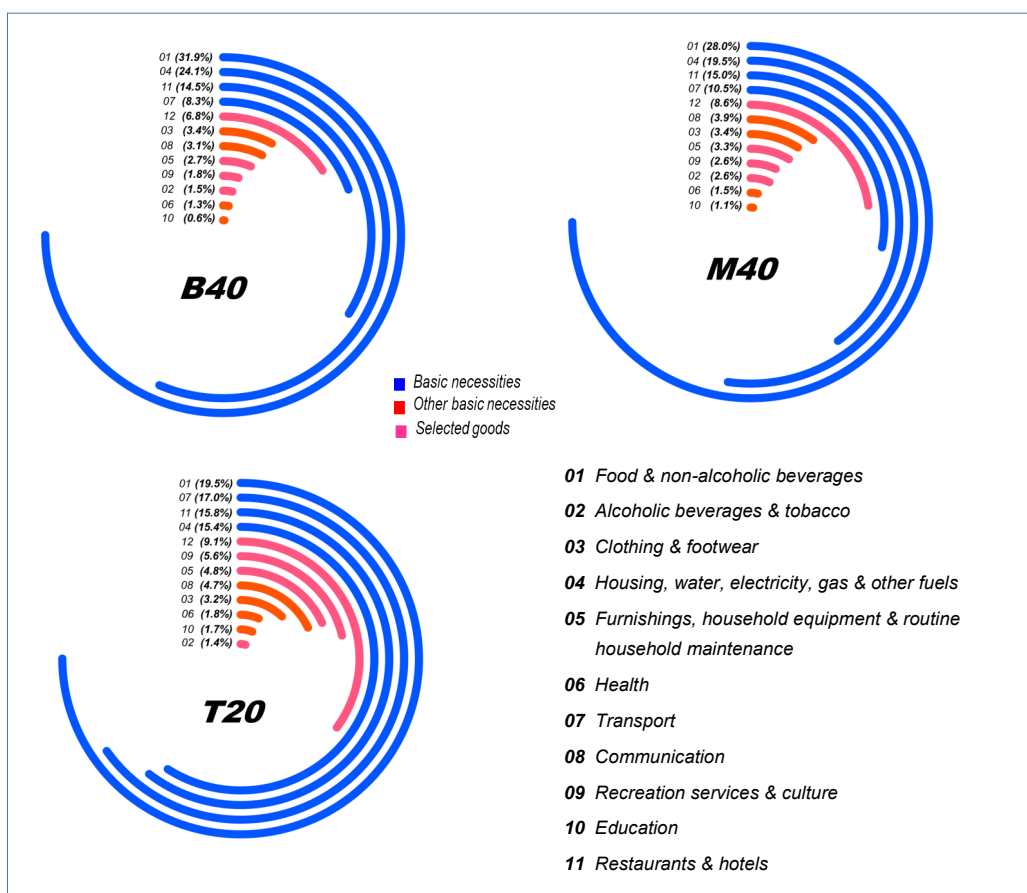 01 (31.9%)
04 (24.1%)
11 (14.5%)
07 (8.3%)
12 (6.8%)
03 (3.4%)
08 (3.1%)
05 (2.7%)
09 (1.8%)
02 (1.5%)
06 (1.3%)
10 (0.6%)
B40
01 (28.0%)
04 (19.5%)
11 (15.0%)
07 (10.5%)
12 (8.6%)
08 (3.9%)
03 (3.4%)
05 (3.3%)
09 (2.6%)
02 (2.6%)
06 (1.5%)
10 (1.1%)
M40
Basic necessities
Other basic necessities
Selected goods
01 (19.5%)
07 (17.0%)
11 (15.8%)
04 (15.4%)
12 (9.1%)
09 (5.6%)
05 (4.8%)
08 (4.7%)
03 (3.2%)
06 (1.8%)
10 (1.7%)
02 (1.4%)
T20
01 Food & non-alcoholic beverages
02 Alcoholic beverages & tobacco
03 Clothing & footwear
04 Housing, water, electricity, gas & other fuels
05 Furnishings, household equipment & routine
household maintenance
06 Health
07 Transport
08 Communication
09 Recreation services & culture
10 Education
11 Restaurants & hotels